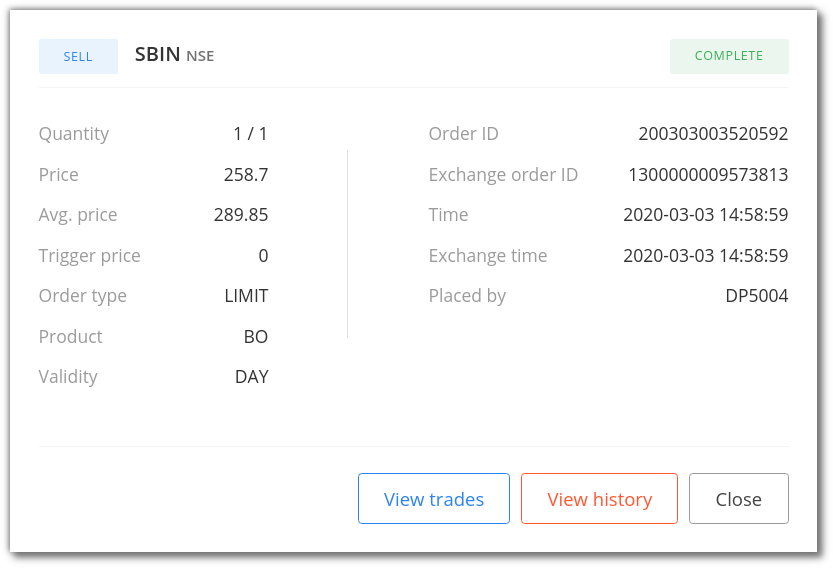 SELL SBIN NSE COMPLETE
Quantity 1 / 1 Order ID 200303003520592
Price 258.7 Exchange order ID 1300000009573813
Avg. price 289.85 Time 2020-03-03 14:58:59
Trigger price 0 Exchange time 2020-03-03 14:58:59
Order type LIMIT Placed by DP5004
Product BO
Validity DAY
View trades View history Close